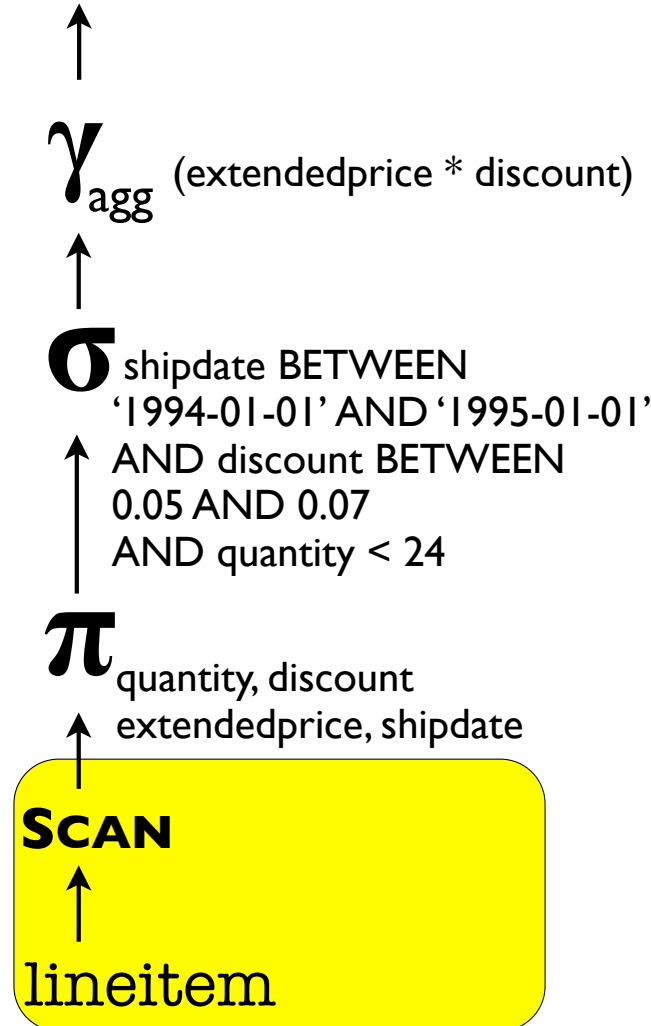 γagg (extendedprice * discount)
σ shipdate BETWEEN
‘1994-01-01’ AND ‘1995-01-01’
AND discount BETWEEN
0.05 AND 0.07
AND quantity < 24
π quantity, discount
extendedprice, shipdate
SCAN
lineitem